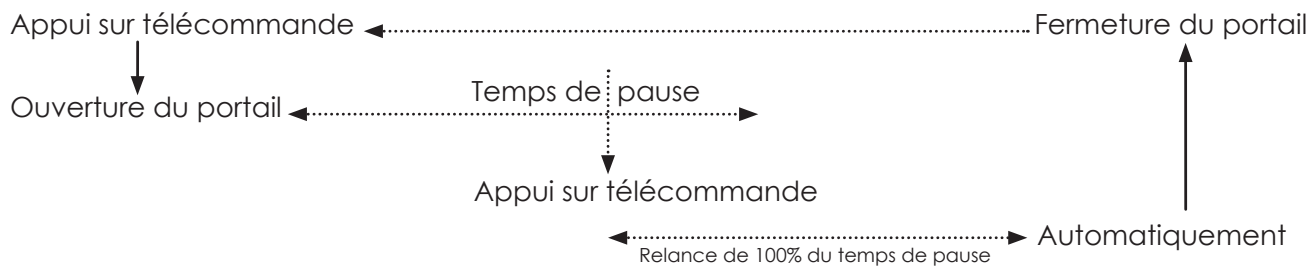 Appui sur télécommande
Fermeture du portail
Ouverture du portail
Temps de pause
Appui sur télécommande
Automatiquement
Relance de 100% du temps de pause